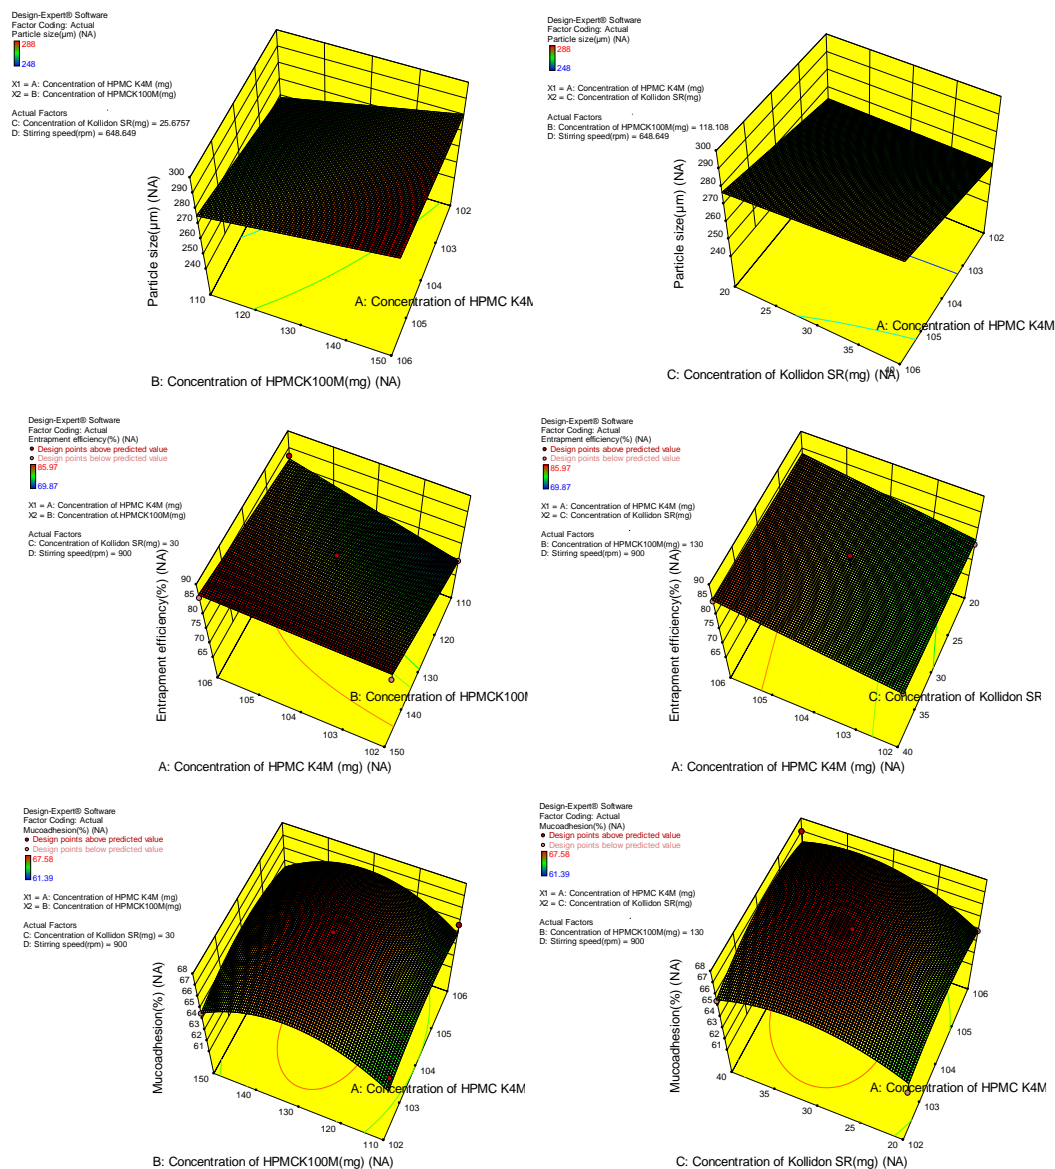 Design-Expert® Software
Factor Coding: Actual
Particle size(µm) (NA)
288
248
X1 = A: Concentration of HPMC K4M (mg)
X2 = B: Concentration of HPMCK100M(mg)
Actual Factors
C: Concentration of Kollidon SR(mg) = 25.6757
D: Stirring speed(rpm) = 648.649
Particle size(µm) (NA)
300
290
280
270
260
250
240
110
120
130
140
150
106
105
104
103
102
A: Concentration of HPMC K4M
B: Concentration of HPMCK100M(mg) (NA)
Design-Expert® Software
Factor Coding: Actual
Particle size(µm) (NA)
288
248
X1 = A: Concentration of HPMC K4M (mg)
X2 = C: Concentration of Kollidon SR(mg)
Actual Factors
B: Concentration of HPMCK100M(mg) = 118.108
D: Stirring speed(rpm) = 648.649
Particle size(µm) (NA)
300
290
280
270
260
250
240
20
25
30
35
40
106
105
104
103
102
A: Concentration of HPMC K4M
C: Concentration of Kollidon SR(mg) (NA)
Design-Expert® Software
Factor Coding: Actual
Entrapment efficiency(%) (NA)
Design points above predicted value
Design points below predicted value
85.97
69.87
X1 = A: Concentration of HPMC K4M (mg)
X2 = B: Concentration of HPMCK100M(mg)
Actual Factors
C: Concentration of Kollidon SR(mg) = 30
D: Stirring speed(rpm) = 900
Entrapment efficiency(%) (NA)
90
85
80
75
70
65
106
105
104
103
102
150
140
130
120
110
B: Concentration of HPMCK100M
A: Concentration of HPMC K4M (mg) (NA)
Design-Expert® Software
Factor Coding: Actual
Entrapment efficiency(%) (NA)
Design points above predicted value
Design points below predicted value
85.97
69.87
X1 = A: Concentration of HPMC K4M (mg)
X2 = C: Concentration of Kollidon SR(mg)
Actual Factors
B: Concentration of HPMCK100M(mg) = 130
D: Stirring speed(rpm) = 900
Entrapment efficiency(%) (NA)
90
85
80
75
70
65
106
105
104
103
102
40
35
30
25
20
C: Concentration of Kollidon SR
A: Concentration of HPMC K4M (mg) (NA)
Design-Expert® Software
Factor Coding: Actual
Mucoadhesion(%) (NA)
Design points above predicted value
Design points below predicted value
67.58
61.39
X1 = A: Concentration of HPMC K4M (mg)
X2 = B: Concentration of HPMCK100M(mg)
Actual Factors
C: Concentration of Kollidon SR(mg) = 30
D: Stirring speed(rpm) = 900
Mucoadhesion(%) (NA)
68
67
66
65
64
63
62
61
150
140
130
120
110
102
103
104
105
106
A: Concentration of HPMC K4M
B: Concentration of HPMCK100M(mg) (NA)
Design-Expert® Software
Factor Coding: Actual
Mucoadhesion(%) (NA)
Design points above predicted value
Design points below predicted value
67.58
61.39
X1 = A: Concentration of HPMC K4M (mg)
X2 = C: Concentration of Kollidon SR(mg)
Actual Factors
B: Concentration of HPMCK100M(mg) = 130
D: Stirring speed(rpm) = 900
Mucoadhesion(%) (NA)
68
67
66
65
64
63
62
61
40
35
30
25
20
102
103
104
105
106
A: Concentration of HPMC K4M
C: Concentration of Kollidon SR(mg) (NA)